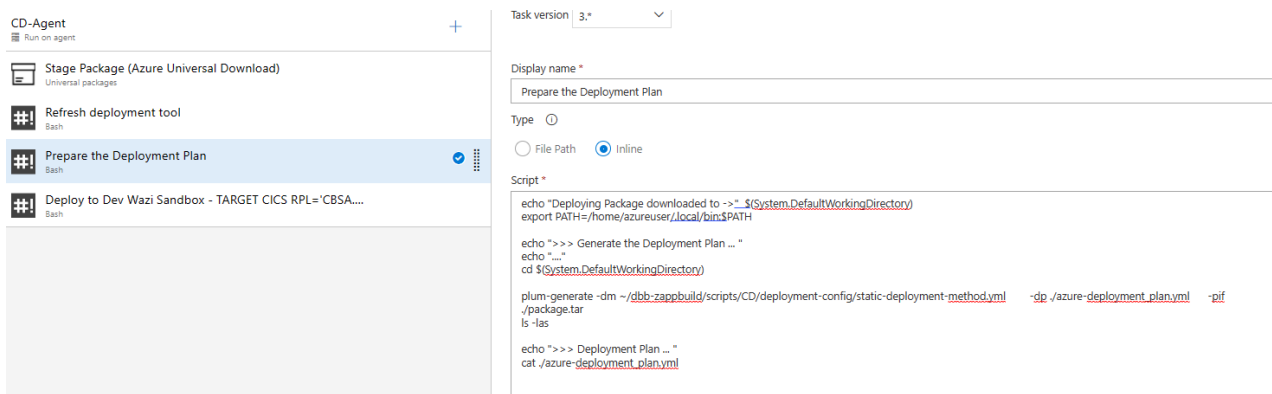 CD-Agent
Run on agent
Stage Package (Azure Universal Download)
Universal packages
Refresh deployment tool
Bash
Prepare the Deployment Plan
Bash
Deploy to Dev Wazi Sandbox - TARGET CICS RPL='CBSA....
Bash
Task version 3.*
Display name *
Prepare the Deployment Plan
Type
File Path Inline
Script *
echo "Deploying Package downloaded to ->" $(System.DefaultWorkingDirectory)
export PATH=/home/azureuser/.local/bin:$PATH
echo ">>> Generate the Deployment Plan ... "
echo "...."
cd $(System.DefaultWorkingDirectory)
plum-generate -dm ~/dbb-zappbuild/scripts/CD/deployment-config/static-deployment-method.yml -dp ./azure-deployment_plan.yml -pif
./package.tar
ls -las
echo ">>> Deployment Plan ... "
cat ./azure-deployment_plan.yml